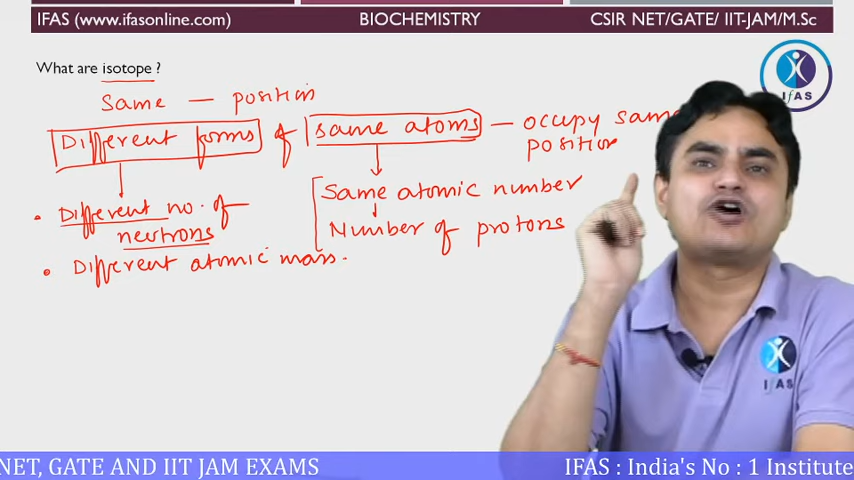 IFAS (www.ifasonline.com) BIOCHEMISTRY CSIR NET/GATE/ IIT-JAM/M.Sc
What are isotope ?
IfAS
Same — position
Different forms of same atoms — occupy same
position
Same atomic number
• Different no. of
neutrons
Number of protons
• Different atomic mass.
IfAS
NET, GATE AND IIT JAM EXAMS IFAS : India's No : 1 Institute